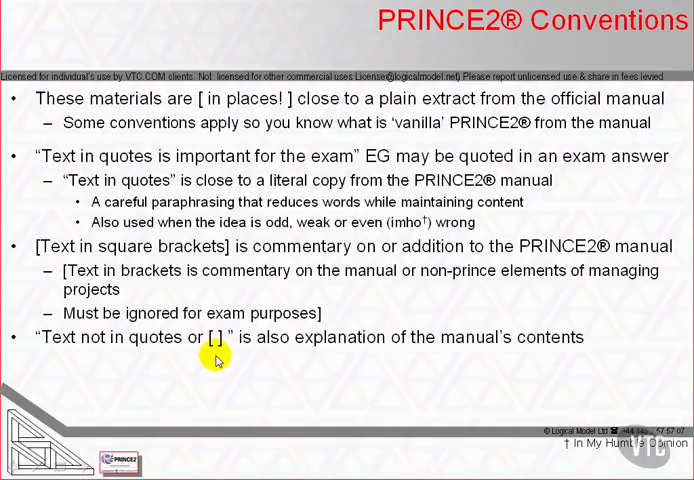 PRINCE2® Conventions
Licensed for individual's use by VTC.COM clients. Not licensed for other commercial uses License@logicalmodel.net) Please report unlicensed use & share in fees levied
• These materials are [ in places! ] close to a plain extract from the official manual
– Some conventions apply so you know what is 'vanilla' PRINCE2® from the manual
• "Text in quotes is important for the exam" EG may be quoted in an exam answer
– "Text in quotes" is close to a literal copy from the PRINCE2® manual
• A careful paraphrasing that reduces words while maintaining content
• Also used when the idea is odd, weak or even (imho†) wrong
• [Text in square brackets] is commentary on or addition to the PRINCE2® manual
– [Text in brackets is commentary on the manual or non-prince elements of managing
projects
– Must be ignored for exam purposes]
• "Text not in quotes or [ ] " is also explanation of the manual's contents
© Logical Model Ltd ☎ +44 845 57 57 07
† In My Humble Opinion
VTC
PRINCE2